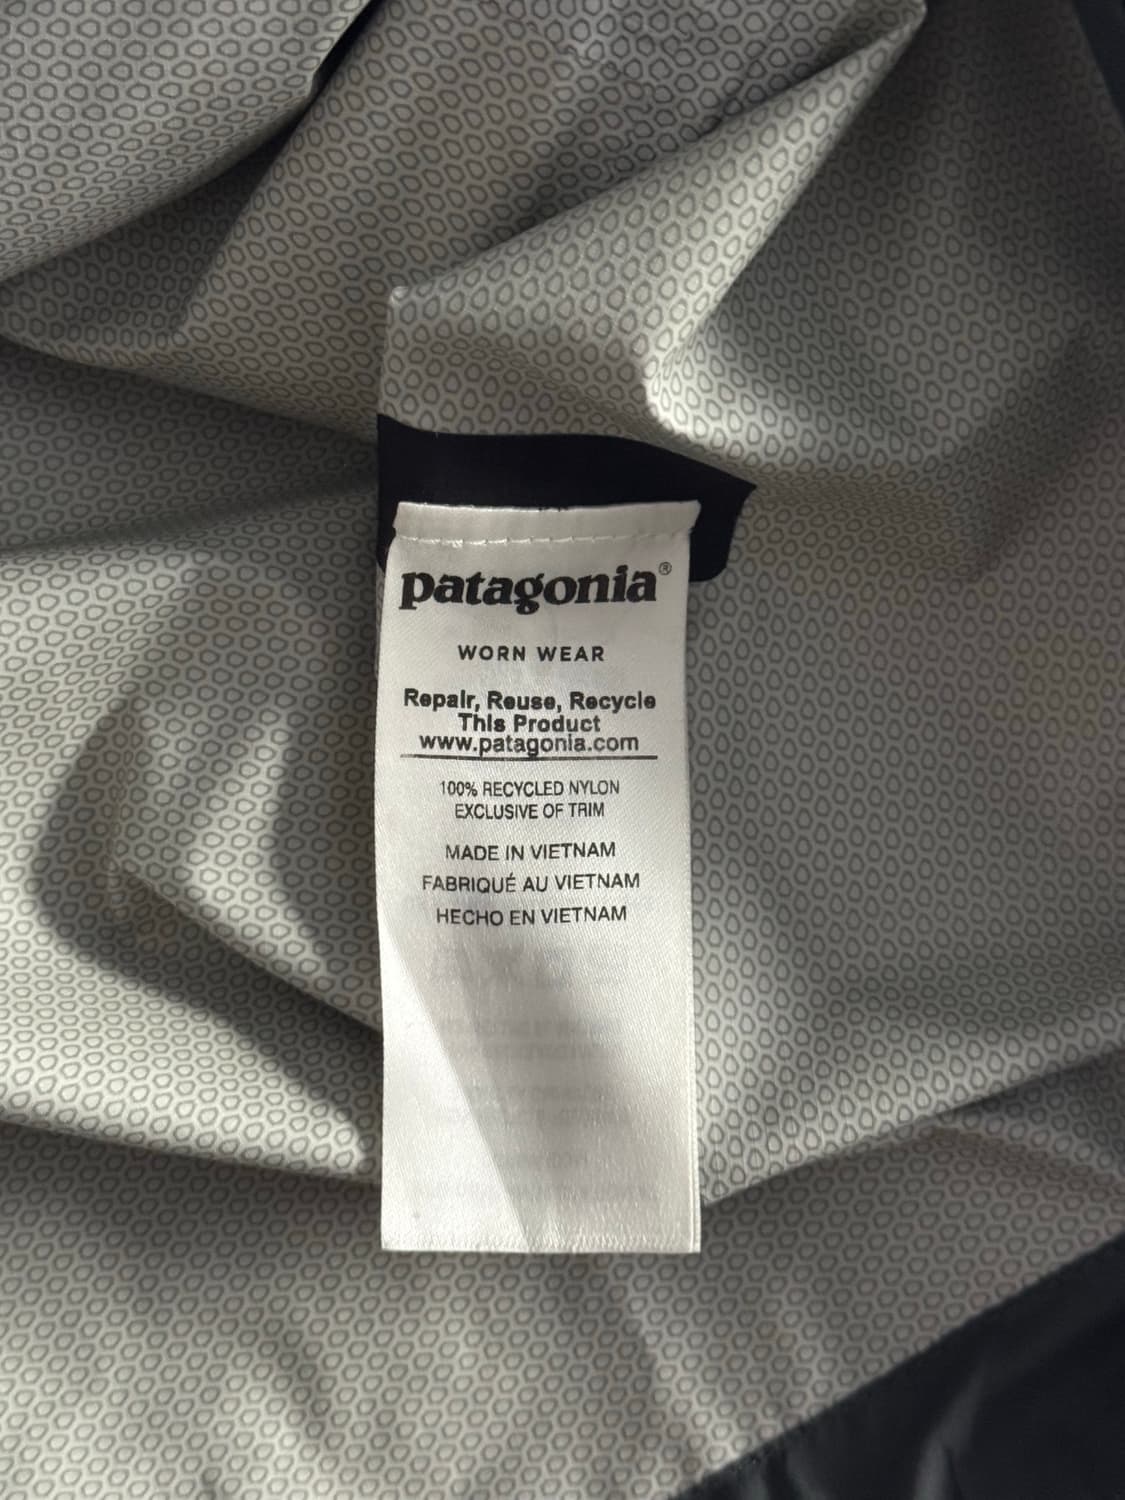 patagonia®
WORN WEAR
Repair, Reuse, Recycle
This Product
www.patagonia.com
100% RECYCLED NYLON
EXCLUSIVE OF TRIM
MADE IN VIETNAM
FABRIQUÉ AU VIETNAM
HECHO EN VIETNAM